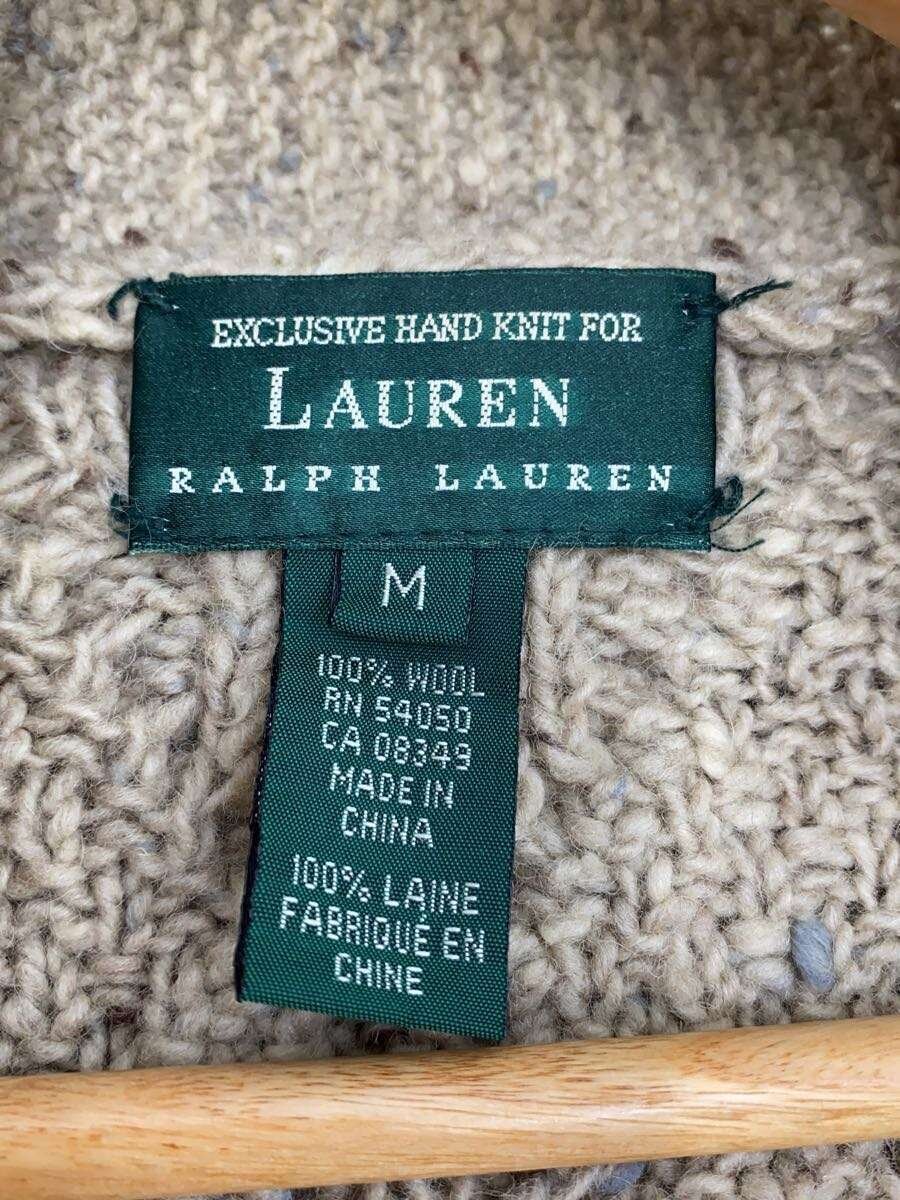 EXCLUSIVE HAND KNIT FOR
LAUREN
RALPH LAUREN
M
100% WOOL
RN 54050
CA 08349
MADE IN
CHINA
100% LAINE
FABRIQUÉ EN
CHINE